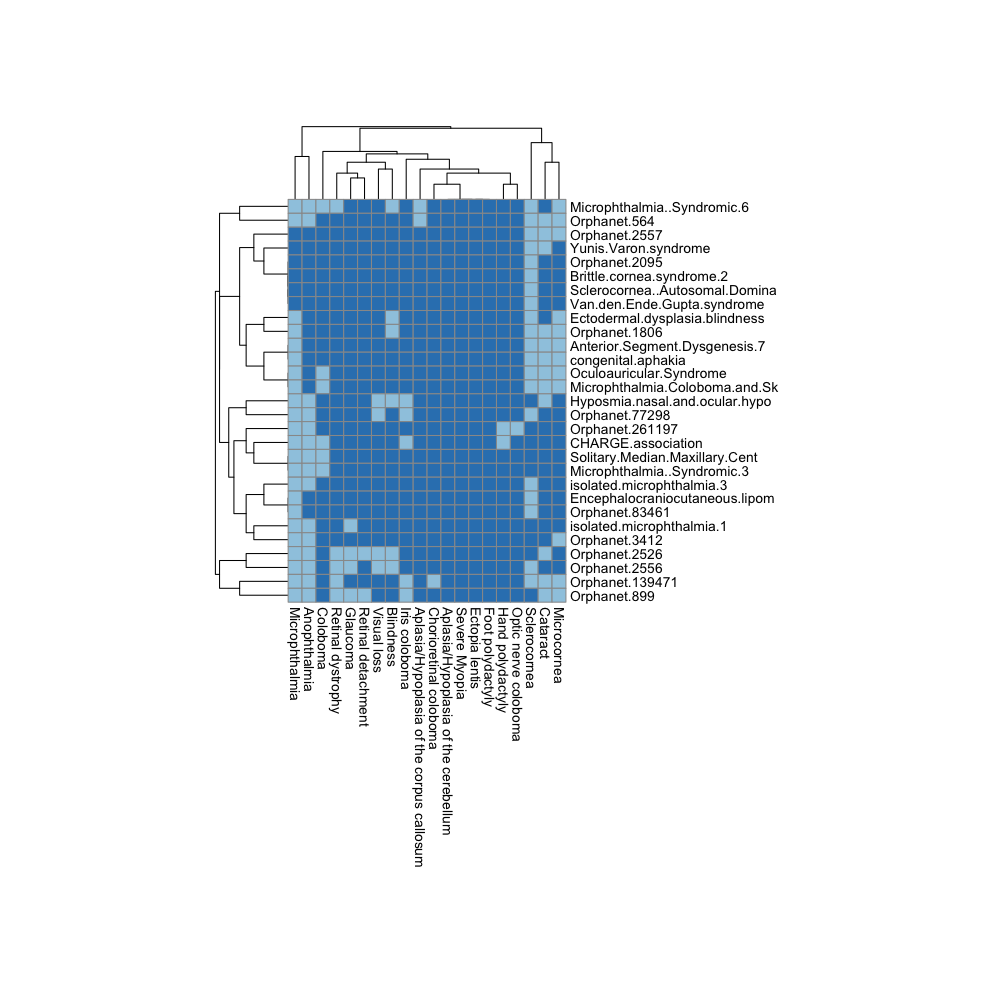 Microphthalmia..Syndromic.6
Orphanet.564
Orphanet.2557
Yunis.Varon.syndrome
Orphanet.2095
Brittle.cornea.syndrome.2
Sclerocornea..Autosomal.Domina
Van.den.Ende.Gupta.syndrome
Ectodermal.dysplasia.blindness
Orphanet.1806
Anterior.Segment.Dysgenesis.7
congenital.aphakia
Oculoauricular.Syndrome
Microphthalmia.Coloboma.and.Sk
Hyposmia.nasal.and.ocular.hypo
Orphanet.77298
Orphanet.261197
CHARGE.association
Solitary.Median.Maxillary.Cent
Microphthalmia..Syndromic.3
isolated.microphthalmia.3
Encephalocraniocutaneous.lipom
Orphanet.83461
isolated.microphthalmia.1
Orphanet.3412
Orphanet.2526
Orphanet.2556
Orphanet.139471
Orphanet.899
Microphthalmia
Anophthalmia
Coloboma
Retinal dystrophy
Glaucoma
Retinal detachment
Visual loss
Blindness
Iris coloboma
Aplasia/Hypoplasia of the corpus callosum
Chorioretinal coloboma
Aplasia/Hypoplasia of the cerebellum
Severe Myopia
Ectopia lentis
Foot polydactyly
Hand polydactyly
Optic nerve coloboma
Sclerocornea
Cataract
Microcornea